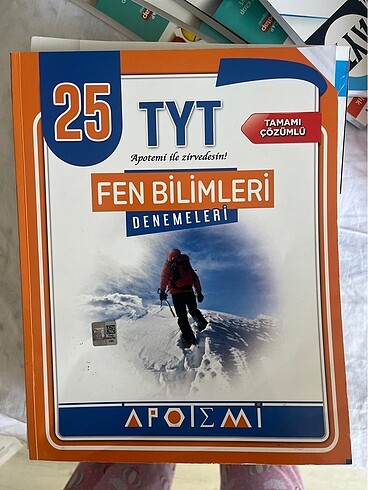 25
TYT
Apotemi ile zirvedesin!
TAMAMI
ÇÖZÜMLÜ
FEN BİLİMLERİ
DENEMELERİ
APOTEMİ